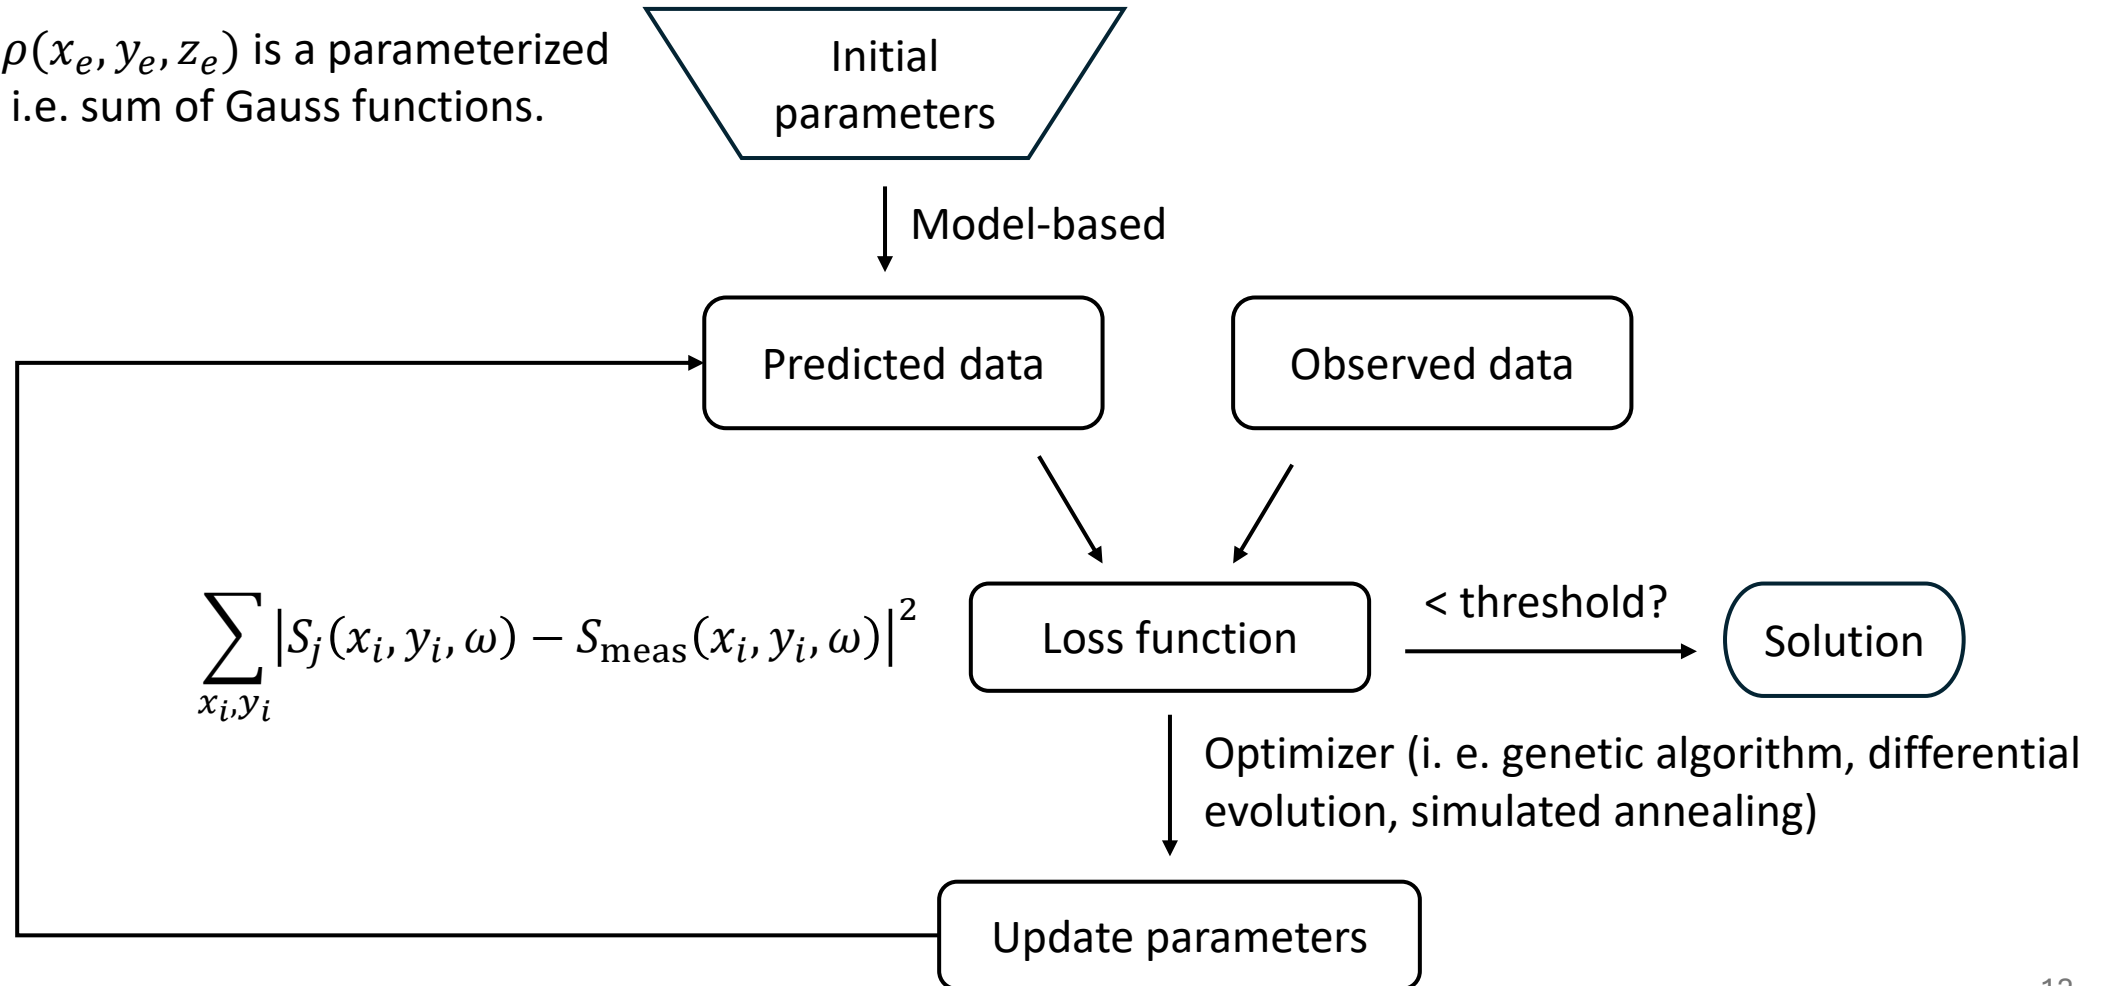 ρ(x_e, y_e, z_e) is a parameterized
i.e. sum of Gauss functions.
Initial
parameters
Model-based
Predicted data
Observed data
∑_{x_i,y_i} |S_j(x_i, y_i, ω) − S_meas(x_i, y_i, ω)|^2
Loss function
< threshold?
Solution
Optimizer (i. e. genetic algorithm, differential
evolution, simulated annealing)
Update parameters